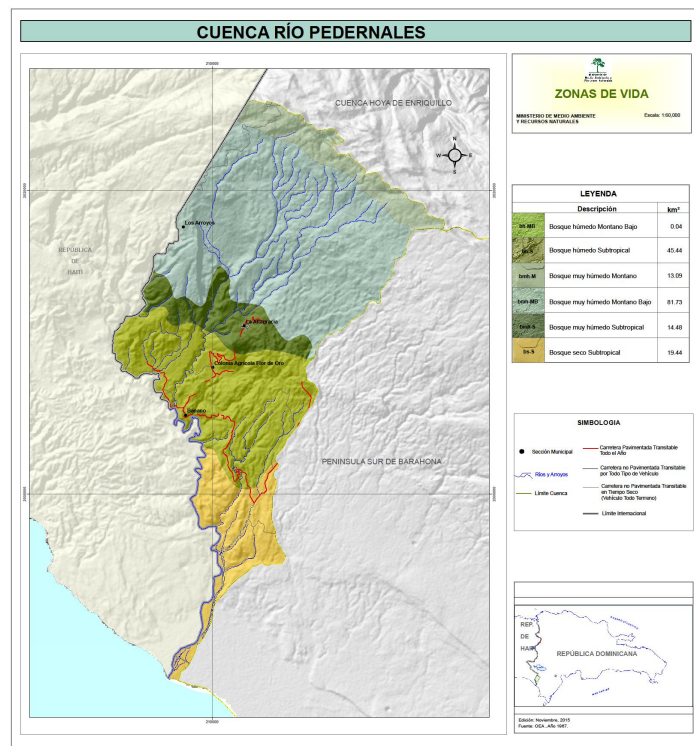 CUENCA RÍO PEDERNALES
210000
CUENCA HOYA DE ENRIQUILLO
N
W
E
S
Los Arroyos
REPÚBLICA
DE
HAITÍ
La Altagracia
Colonia Agrícola Flor de Oro
PENINSULA SUR DE BARAHONA
210000
ZONAS DE VIDA
MINISTERIO DE MEDIO AMBIENTE
Y RECURSOS NATURALES
Escala: 1:60,000
LEYENDA
Descripción km²
bh-MB Bosque húmedo Montano Bajo 0.04
bh-S Bosque húmedo Subtropical 45.44
bmh-M Bosque muy húmedo Montano 13.09
bmh-MB Bosque muy húmedo Montano Bajo 81.73
bmh-S Bosque muy húmedo Subtropical 14.48
bs-S Bosque seco Subtropical 19.44
SIMBOLOGIA
Sección Municipal
Ríos y Arroyos
Límite Cuenca
Carretera Pavimentada Transitable
Todo el Año
Carretera no Pavimentada Transitable
por Todo Tipo de Vehículo
Carretera no Pavimentada Transitable
en Tiempo Seco
(Vehículo Todo Terreno)
Límite Internacional
REP.
DE
HAITÍ
REPÚBLICA DOMINICANA
Edición: Noviembre, 2015
Fuente: OEA , Año 1967.